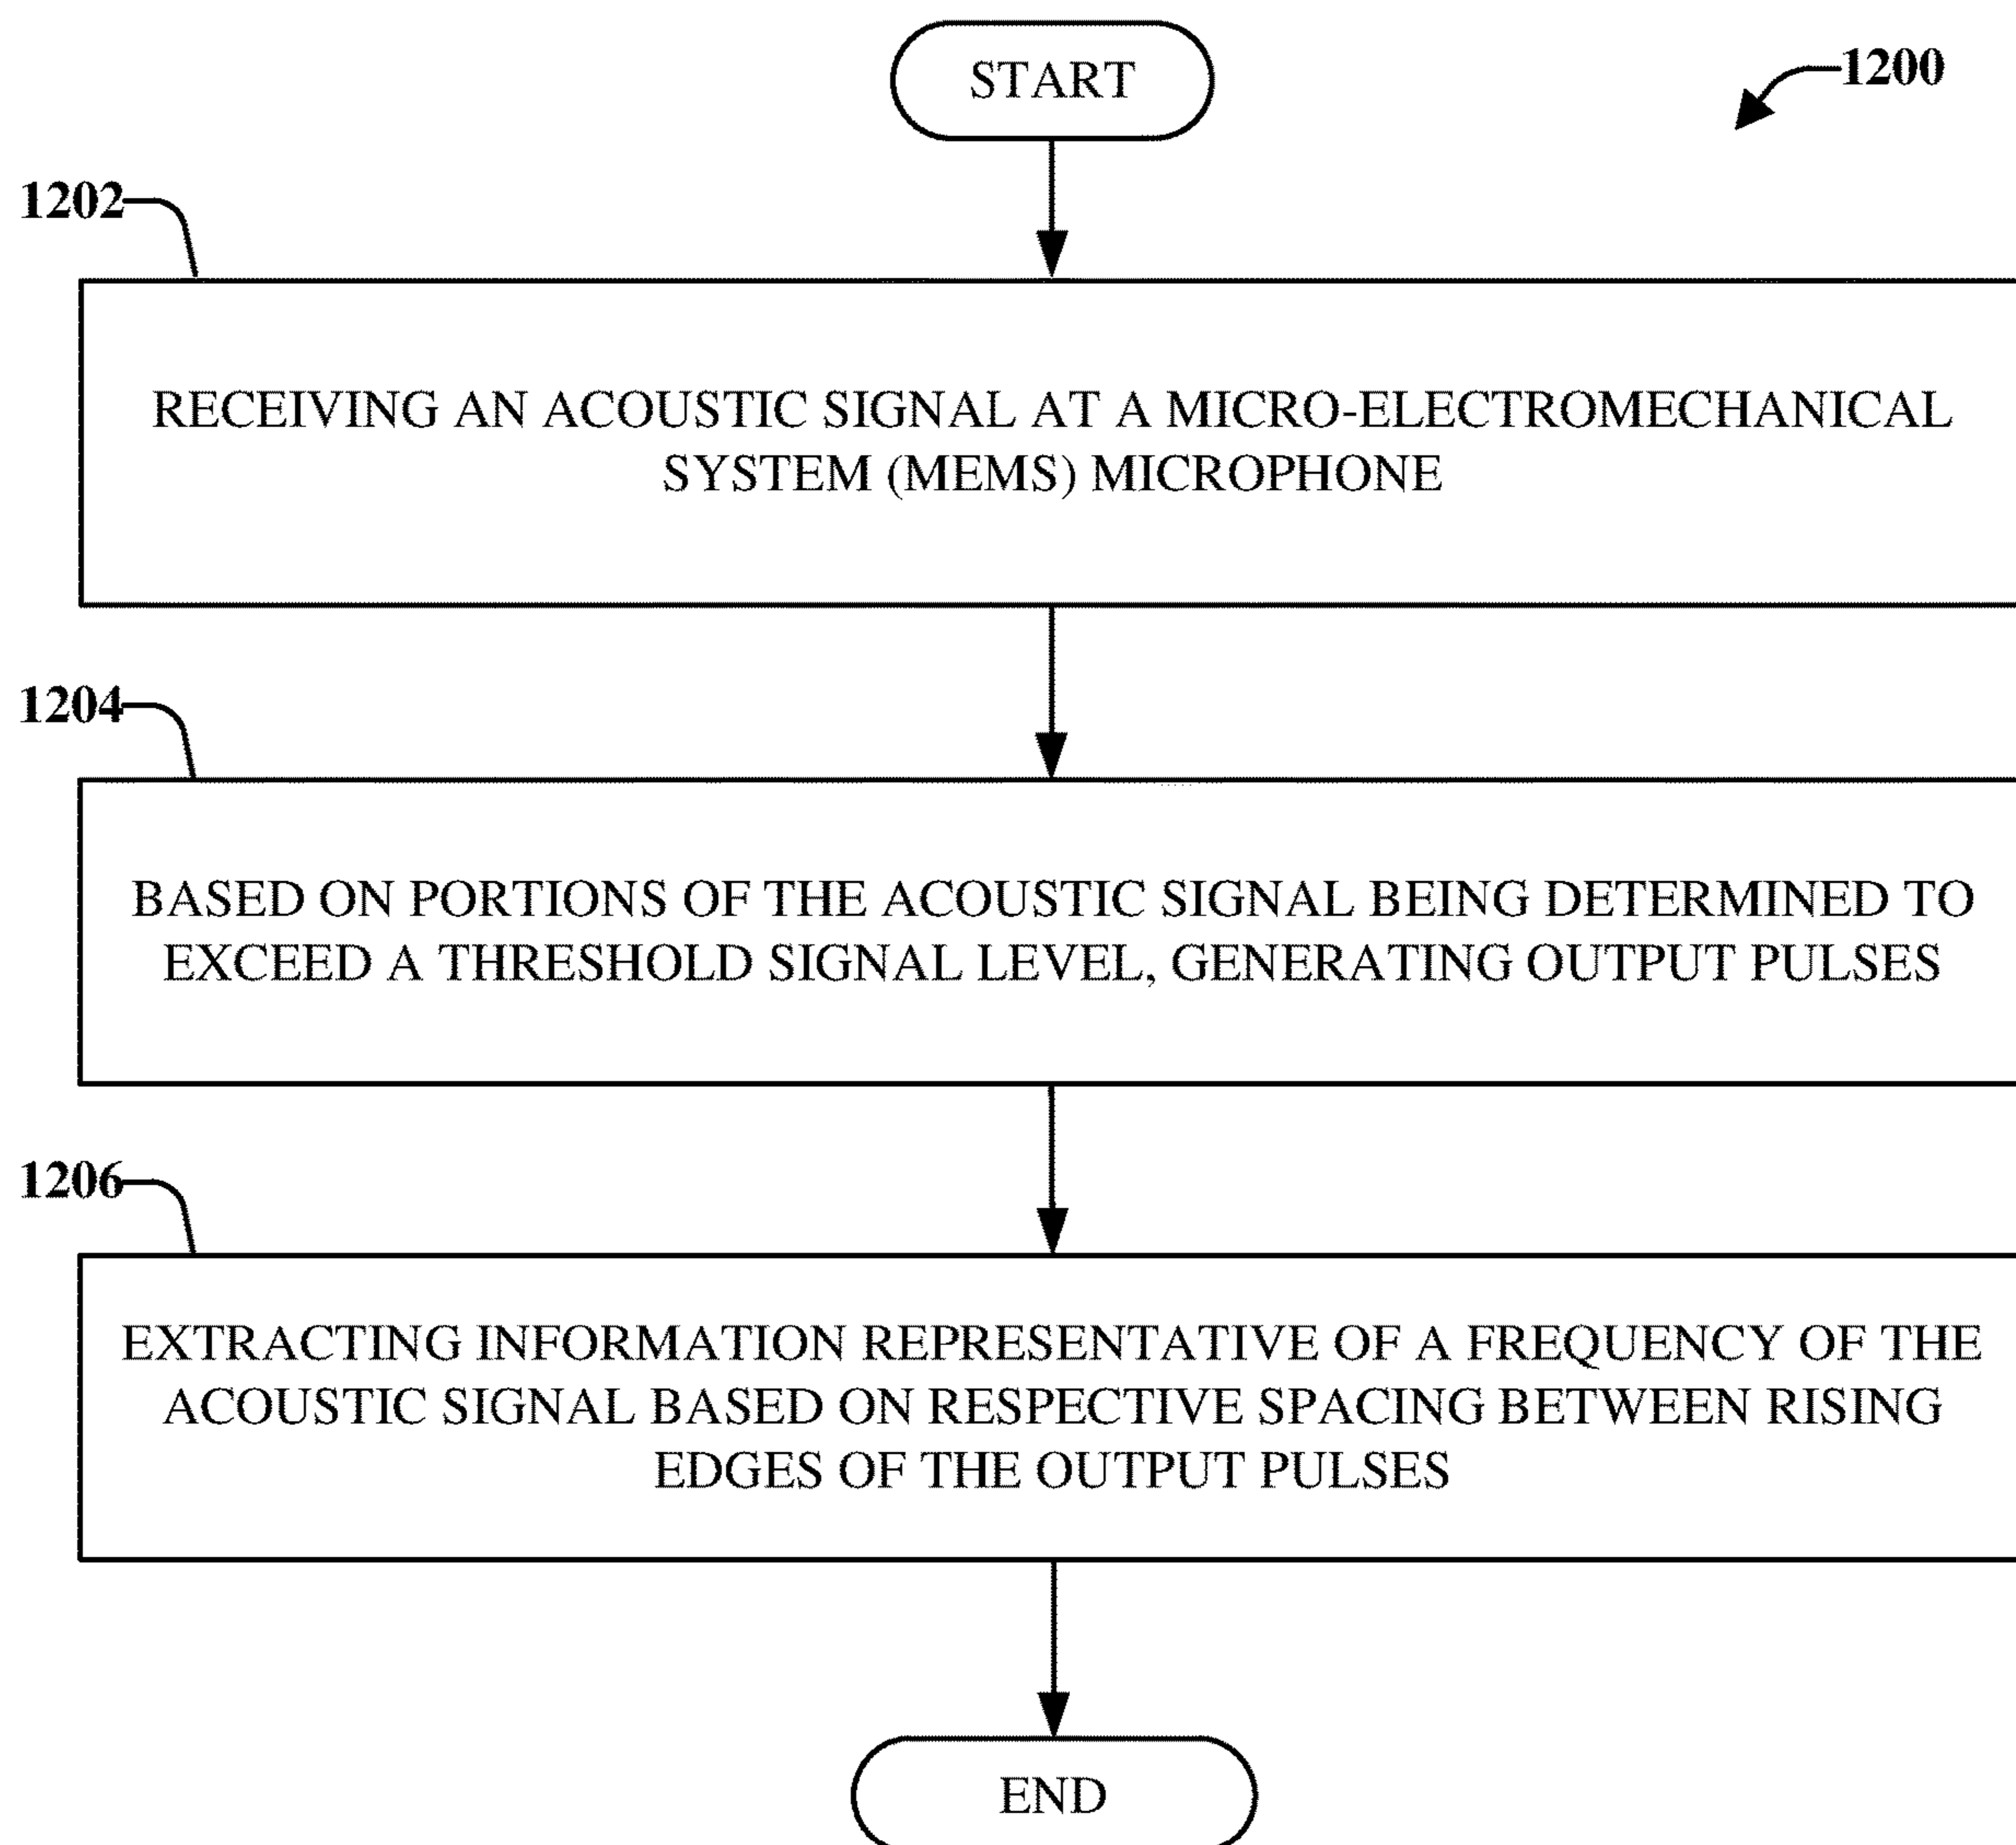 START
1200
1202
RECEIVING AN ACOUSTIC SIGNAL AT A MICRO-ELECTROMECHANICAL
SYSTEM (MEMS) MICROPHONE
1204
BASED ON PORTIONS OF THE ACOUSTIC SIGNAL BEING DETERMINED TO
EXCEED A THRESHOLD SIGNAL LEVEL, GENERATING OUTPUT PULSES
1206
EXTRACTING INFORMATION REPRESENTATIVE OF A FREQUENCY OF THE
ACOUSTIC SIGNAL BASED ON RESPECTIVE SPACING BETWEEN RISING
EDGES OF THE OUTPUT PULSES
END